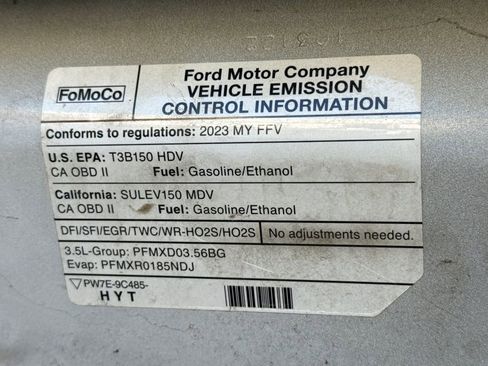 FoMoCo
Ford Motor Company
VEHICLE EMISSION
CONTROL INFORMATION
Conforms to regulations: 2023 MY FFV
U.S. EPA: T3B150 HDV
CA OBD II Fuel: Gasoline/Ethanol
California: SULEV150 MDV
CA OBD II Fuel: Gasoline/Ethanol
DFI/SFI/EGR/TWC/WR-HO2S/HO2S No adjustments needed.
3.5L-Group: PFMXD03.56BG
Evap: PFMXR0185NDJ
PW7E-9C485-
HYT